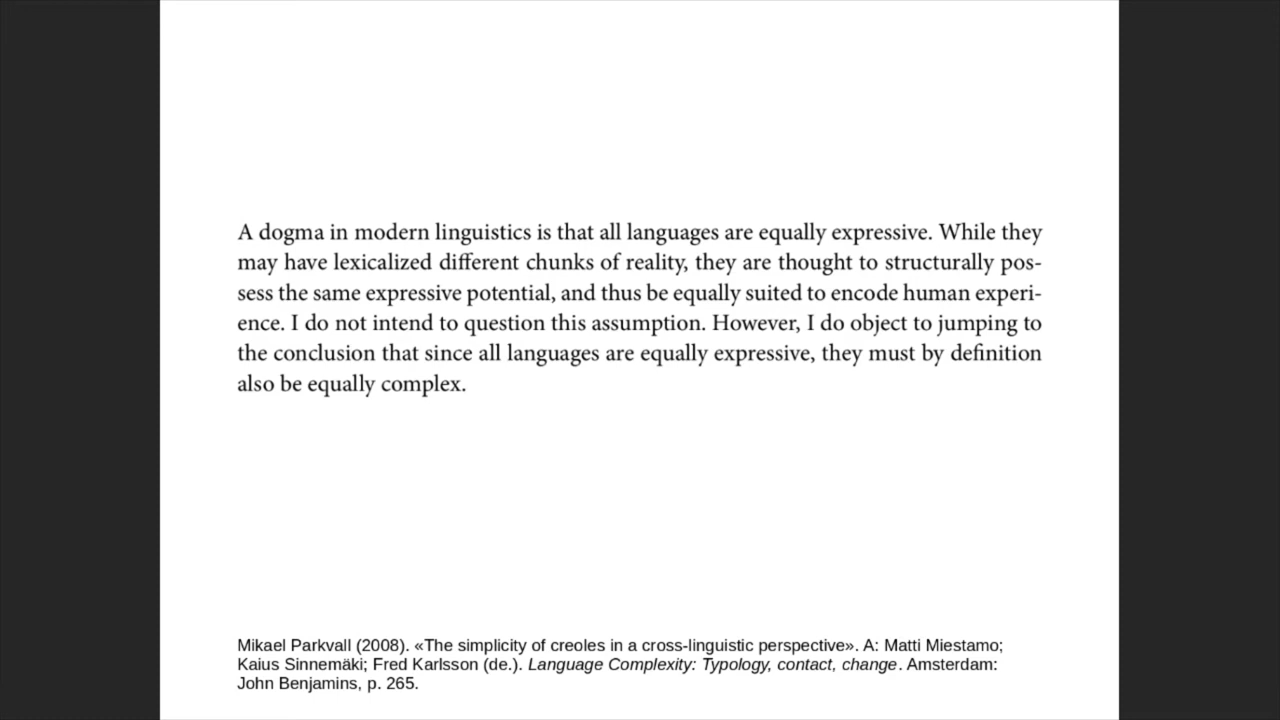 A dogma in modern linguistics is that all languages are equally expressive. While they
may have lexicalized different chunks of reality, they are thought to structurally pos-
sess the same expressive potential, and thus be equally suited to encode human experi-
ence. I do not intend to question this assumption. However, I do object to jumping to
the conclusion that since all languages are equally expressive, they must by definition
also be equally complex.
Mikael Parkvall (2008). «The simplicity of creoles in a cross-linguistic perspective». A: Matti Miestamo;
Kaius Sinnemäki; Fred Karlsson (de.). Language Complexity: Typology, contact, change. Amsterdam:
John Benjamins, p. 265.